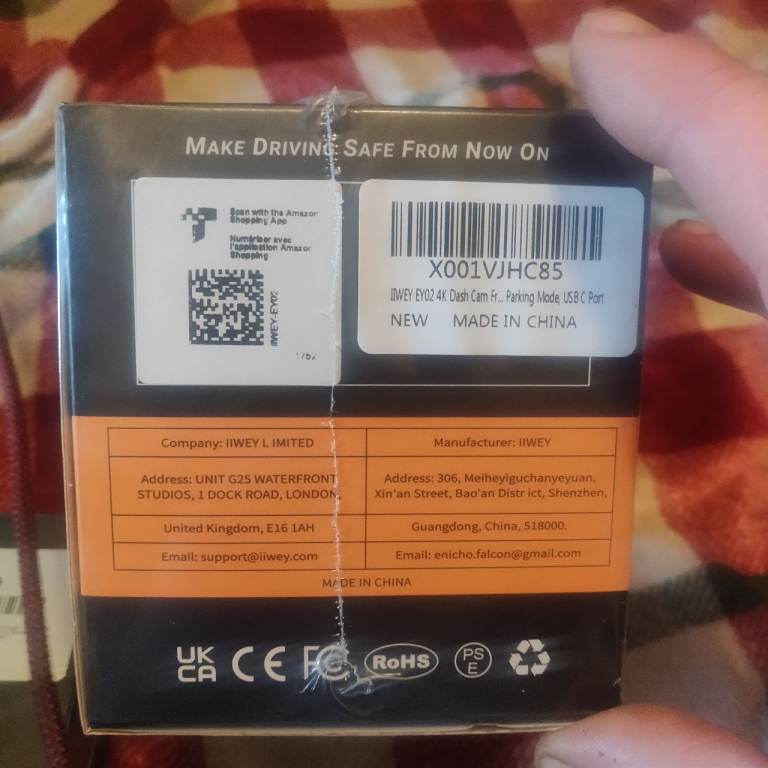 MAKE DRIVING SAFE FROM NOW ON
Scan with the Amazon
Shopping App
Numériser avec
l'application Amazon
Shopping
IIWEY-EY02
X001VJHC85
IIWEY EY02 4K Dash Cam Fr... Parking Mode, USB C Port
NEW MADE IN CHINA
Company: IIWEY L IMITED
Manufacturer: IIWEY
Address: UNIT G25 WATERFRONT
STUDIOS, 1 DOCK ROAD, LONDON,
Address: 306, Meiheyiguchanyeyuan,
Xin'an Street, Bao'an Distr ict, Shenzhen,
United Kingdom, E16 1AH
Guangdong, China, 518000.
Email: support@iiwey.com
Email: enicho.falcon@gmail.com
MADE IN CHINA
UK
CA
CE
FC
RoHS
PS
E